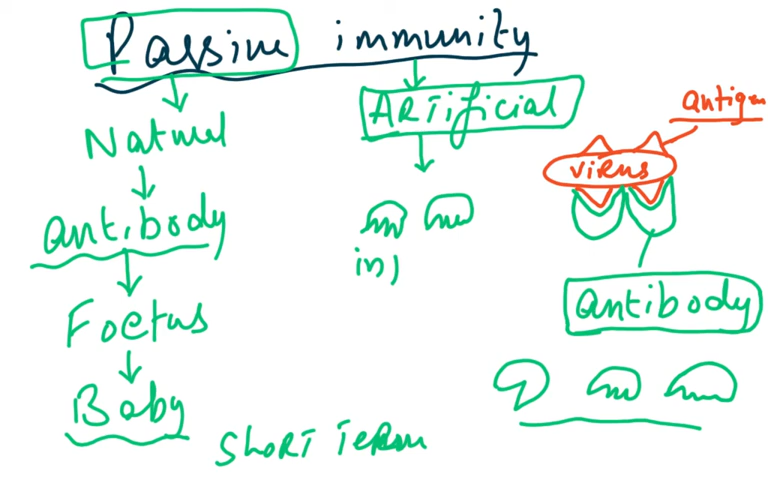 Passive immunity
Natural
antibody
Foetus
Baby
ARTificial
inj
ShoRT TeRm
antigen
viRus
antibody